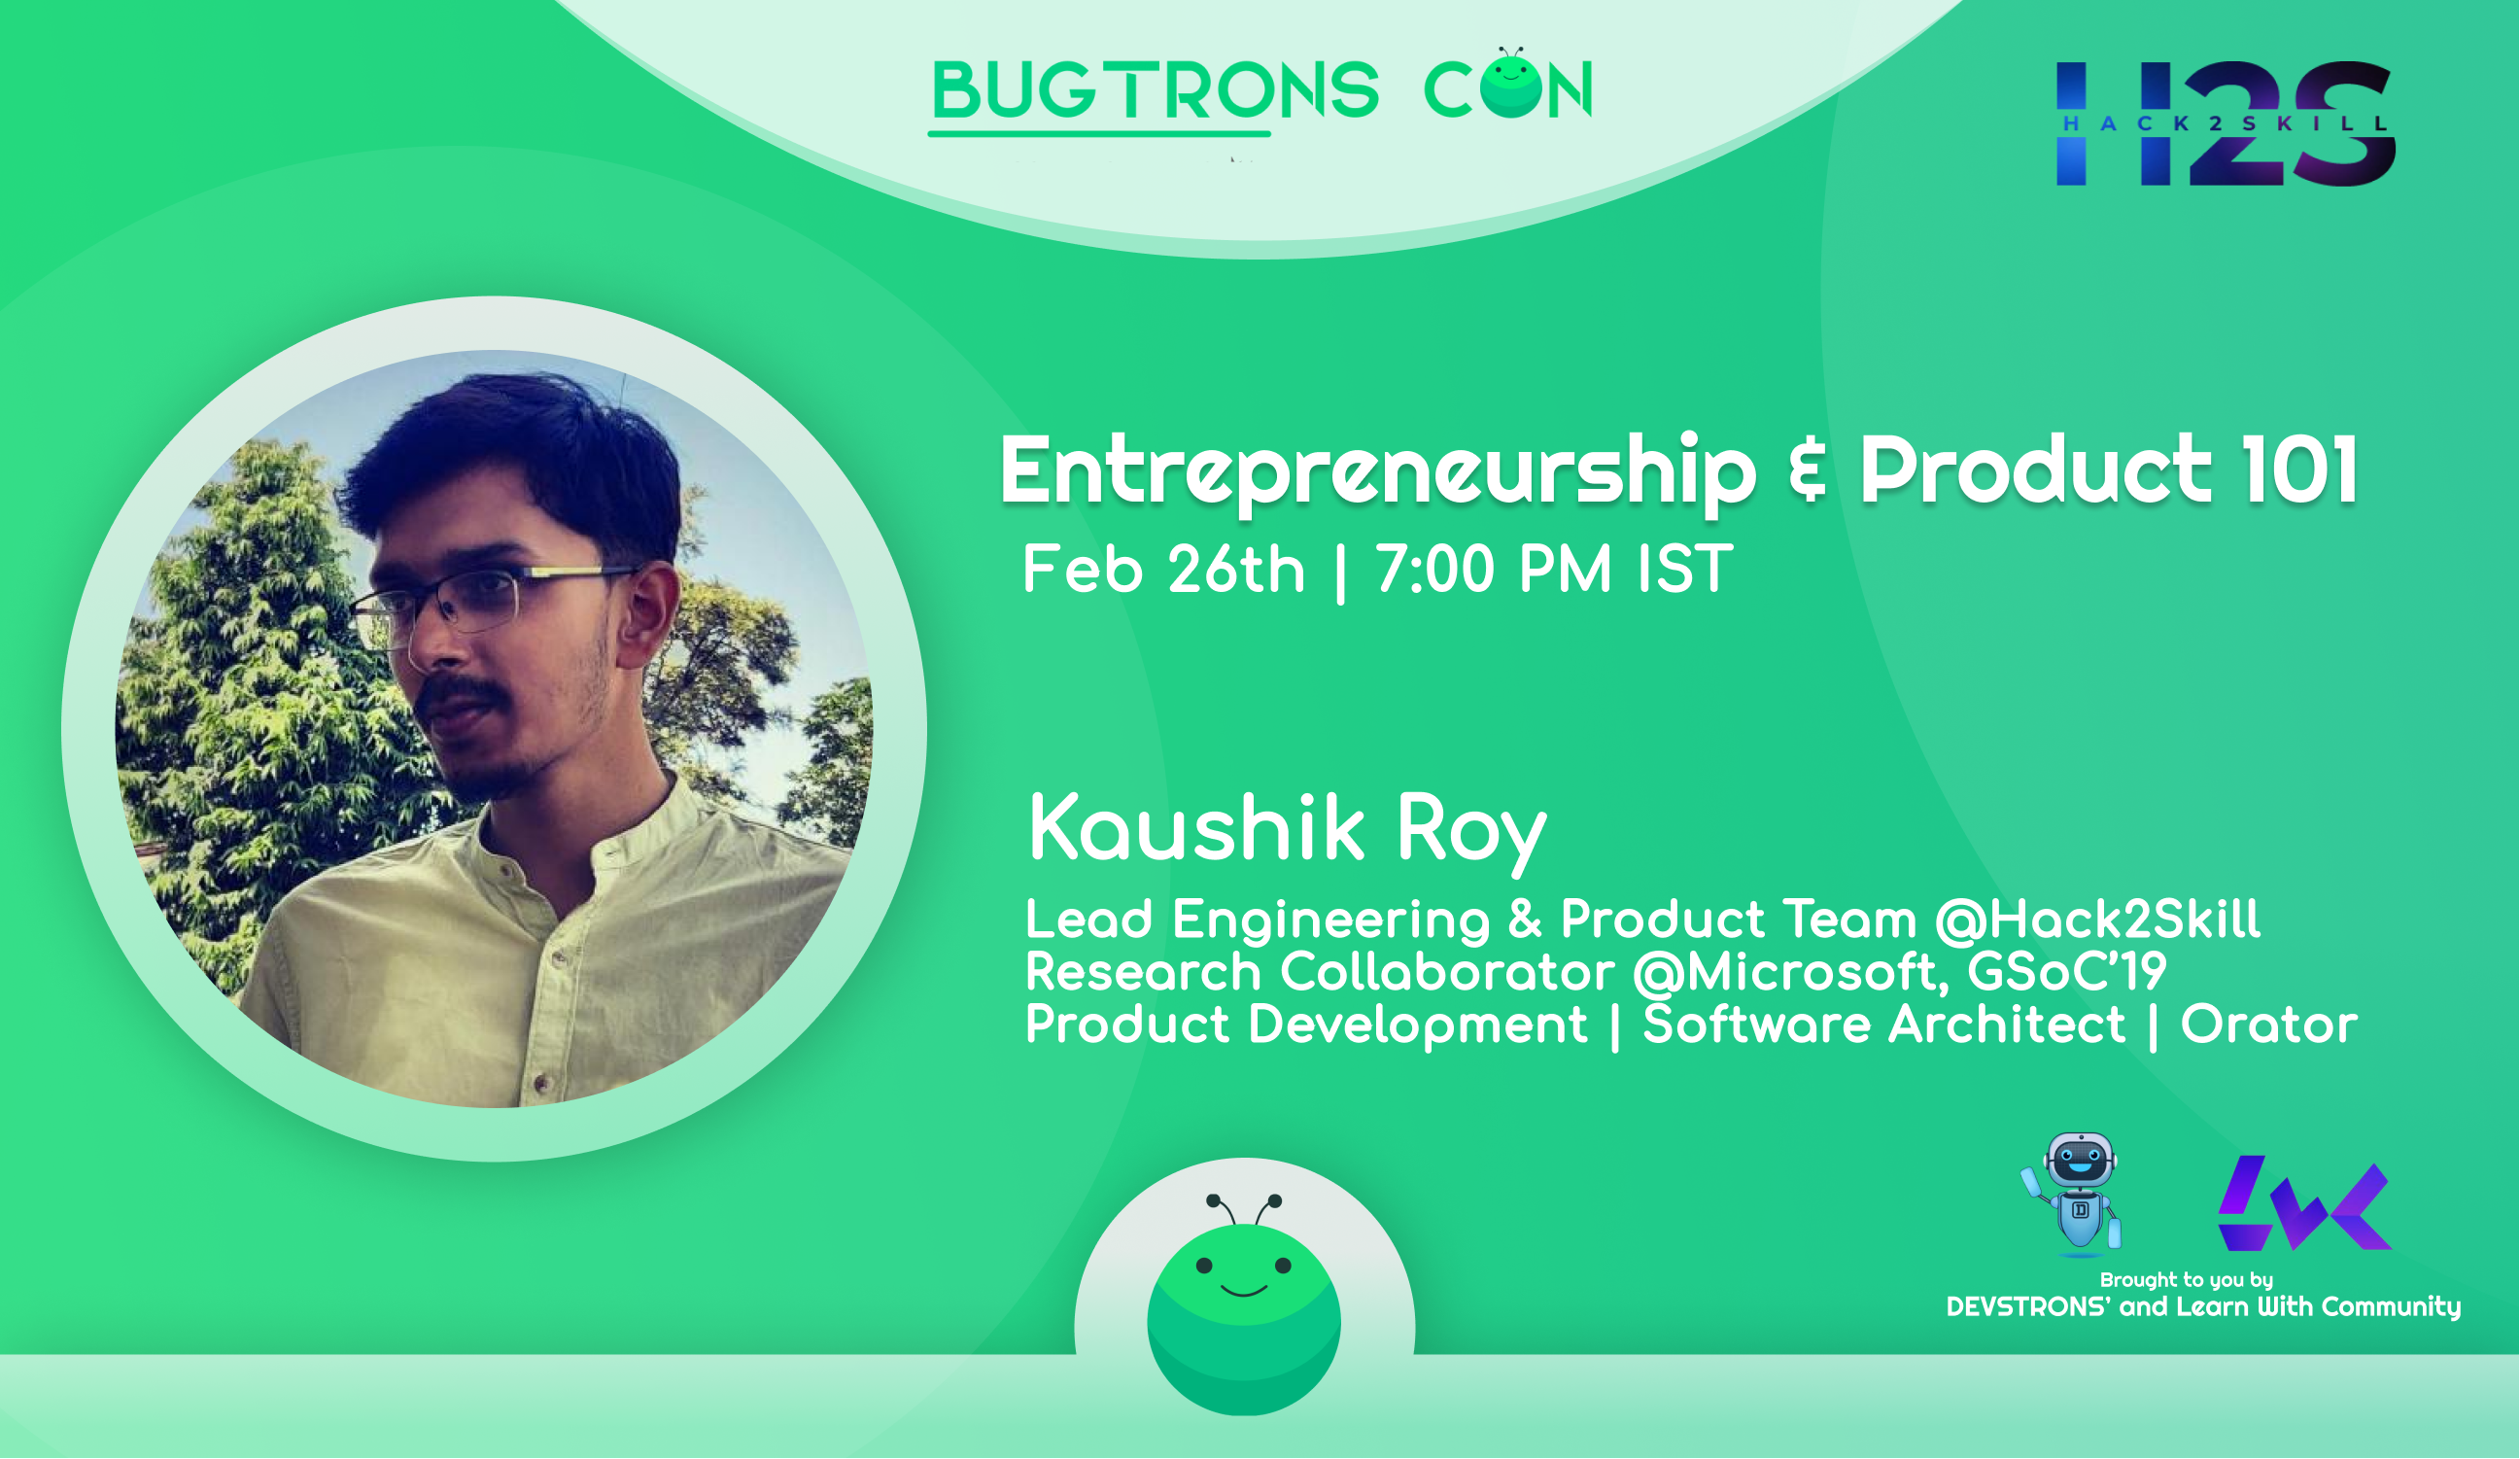 BUGTRONS CON
H2S
HACK2SKILL
Entrepreneurship & Product 101
Feb 26th | 7:00 PM IST
Kaushik Roy
Lead Engineering & Product Team @Hack2Skill
Research Collaborator @Microsoft, GSoC'19
Product Development | Software Architect | Orator
D
Brought to you by
DEVSTRONS' and Learn With Community